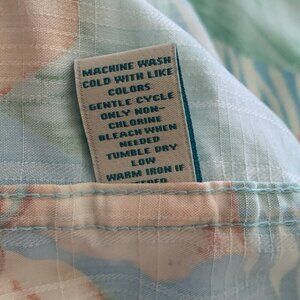 MACHINE WASH
COLD WITH LIKE
COLORS
GENTLE CYCLE
ONLY NON-
CHLORINE
BLEACH WHEN
NEEDED
TUMBLE DRY
LOW
WARM IRON IF